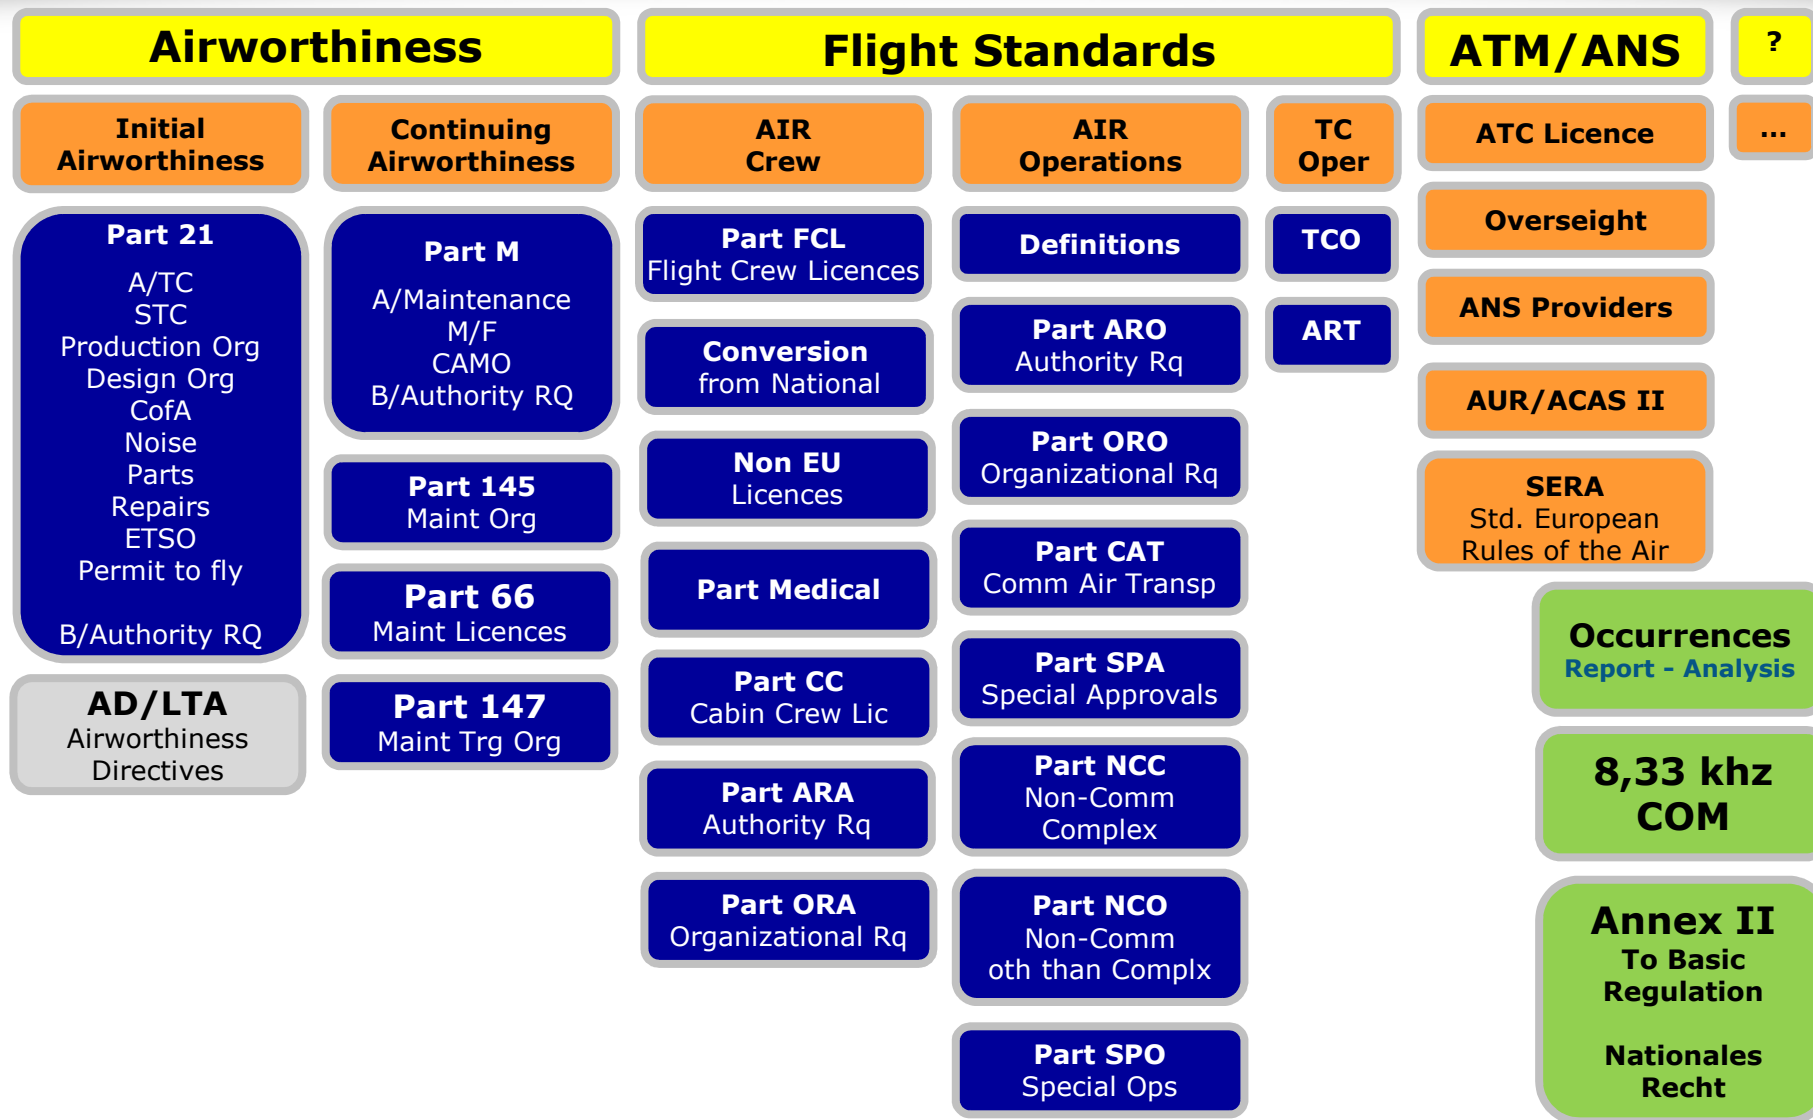 Airworthiness
Flight Standards
ATM/ANS
?
Initial
Airworthiness
Continuing
Airworthiness
AIR
Crew
AIR
Operations
TC
Oper
ATC Licence
...
Part 21
A/TC
STC
Production Org
Design Org
CofA
Noise
Parts
Repairs
ETSO
Permit to fly
B/Authority RQ
AD/LTA
Airworthiness
Directives
Part M
A/Maintenance
M/F
CAMO
B/Authority RQ
Part 145
Maint Org
Part 66
Maint Licences
Part 147
Maint Trg Org
Part FCL
Flight Crew Licences
Conversion
from National
Non EU
Licences
Part Medical
Part CC
Cabin Crew Lic
Part ARA
Authority Rq
Part ORA
Organizational Rq
Definitions
Part ARO
Authority Rq
Part ORO
Organizational Rq
Part CAT
Comm Air Transp
Part SPA
Special Approvals
Part NCC
Non-Comm
Complex
Part NCO
Non-Comm
oth than Complx
Part SPO
Special Ops
TCO
ART
Overseight
ANS Providers
AUR/ACAS II
SERA
Std. European
Rules of the Air
Occurrences
Report - Analysis
8,33 khz
COM
Annex II
To Basic
Regulation
Nationales
Recht